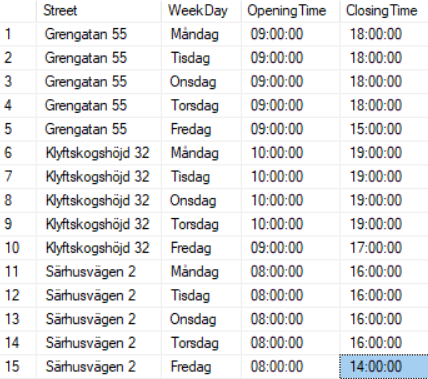 Street WeekDay OpeningTime ClosingTime
1 Grengatan 55 Måndag 09:00:00 18:00:00
2 Grengatan 55 Tisdag 09:00:00 18:00:00
3 Grengatan 55 Onsdag 09:00:00 18:00:00
4 Grengatan 55 Torsdag 09:00:00 18:00:00
5 Grengatan 55 Fredag 09:00:00 15:00:00
6 Klyftskogshöjd 32 Måndag 10:00:00 19:00:00
7 Klyftskogshöjd 32 Tisdag 10:00:00 19:00:00
8 Klyftskogshöjd 32 Onsdag 10:00:00 19:00:00
9 Klyftskogshöjd 32 Torsdag 10:00:00 19:00:00
10 Klyftskogshöjd 32 Fredag 09:00:00 17:00:00
11 Särhusvägen 2 Måndag 08:00:00 16:00:00
12 Särhusvägen 2 Tisdag 08:00:00 16:00:00
13 Särhusvägen 2 Onsdag 08:00:00 16:00:00
14 Särhusvägen 2 Torsdag 08:00:00 16:00:00
15 Särhusvägen 2 Fredag 08:00:00 14:00:00